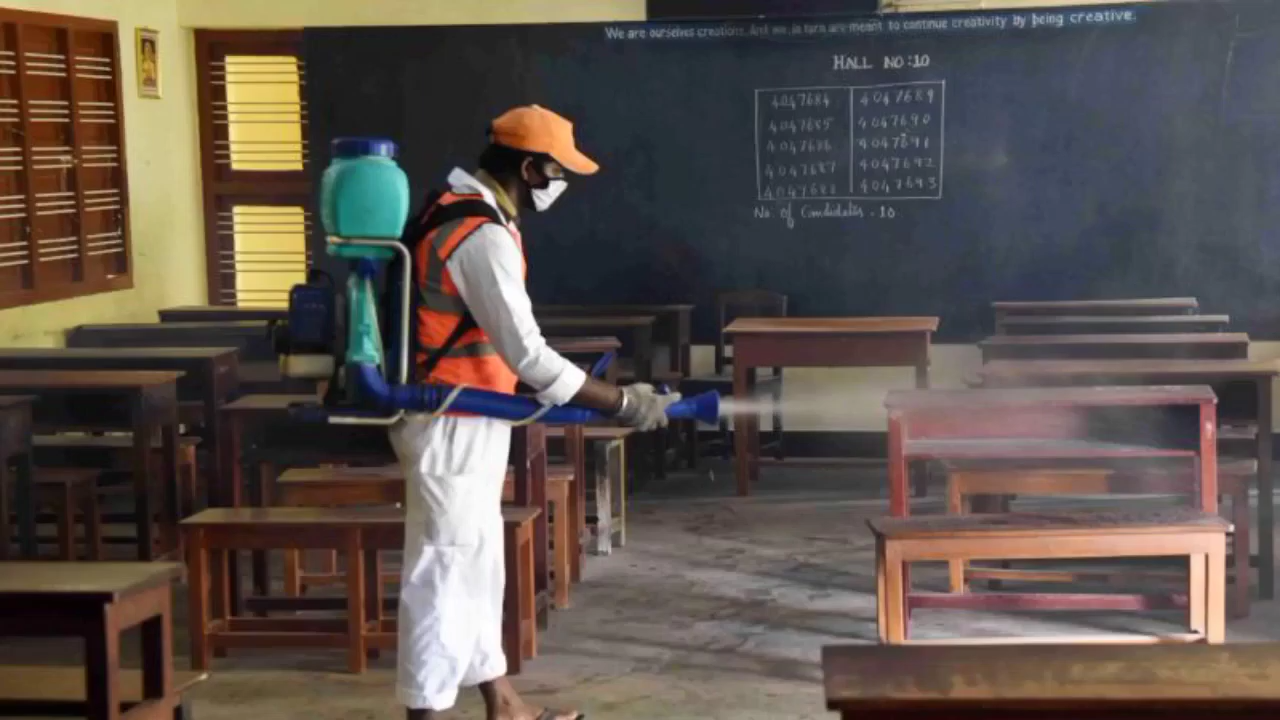 We are ourselves creations. And we, in turn are meant to continue creativity by being creative.
HALL NO:10
4047684 4047689
4047685 4047690
4047686 4047691
4047687 4047692
4047688 4047693
No. of Candidates - 10